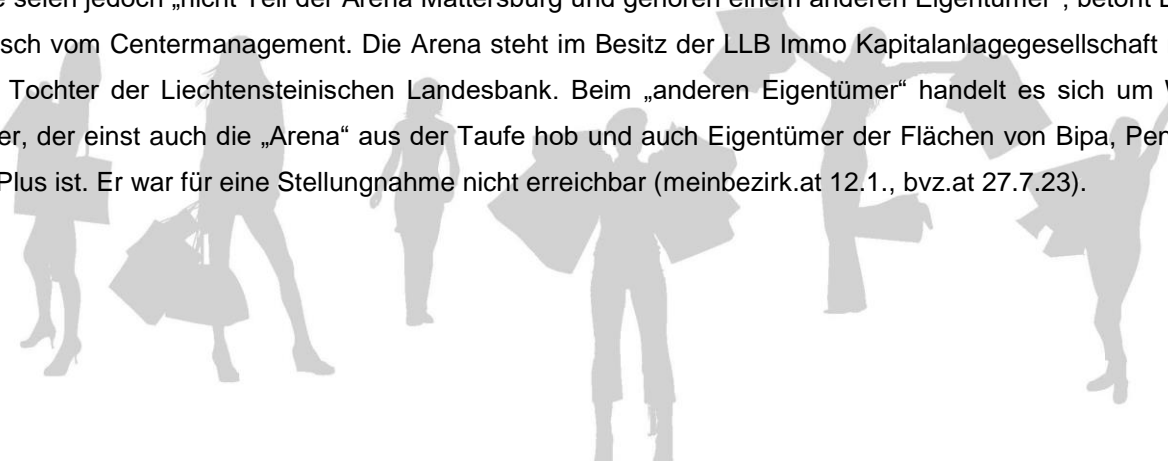 seien jedoch „nicht Teil der Arena Mattersburg und gehören einem anderen Eigentümer“, betont
sch vom Centermanagement. Die Arena steht im Besitz der LLB Immo Kapitalanlagegesellschaft
Tochter der Liechtensteinischen Landesbank. Beim „anderen Eigentümer“ handelt es sich um
er, der einst auch die „Arena“ aus der Taufe hob und auch Eigentümer der Flächen von Bipa,
Plus ist. Er war für eine Stellungnahme nicht erreichbar (meinbezirk.at 12.1., bvz.at 27.7.23).